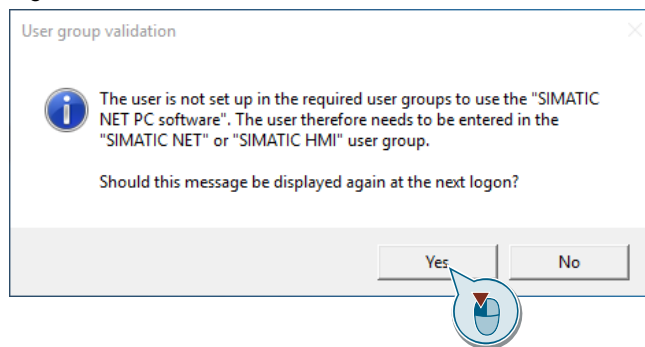 User group validation
The user is not set up in the required user groups to use the "SIMATIC
NET PC software". The user therefore needs to be entered in the
"SIMATIC NET" or "SIMATIC HMI" user group.
Should this message be displayed again at the next logon?
Yes No